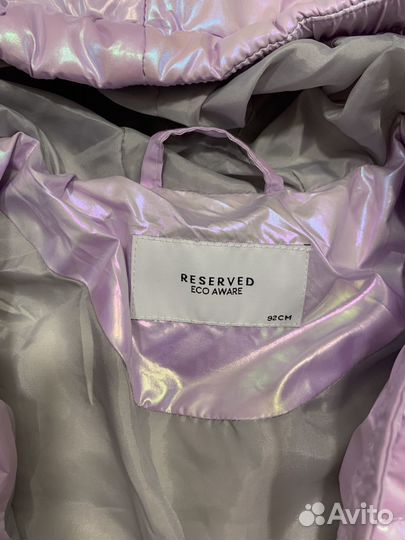 RESERVED
ECO AWARE
92CM
Avito